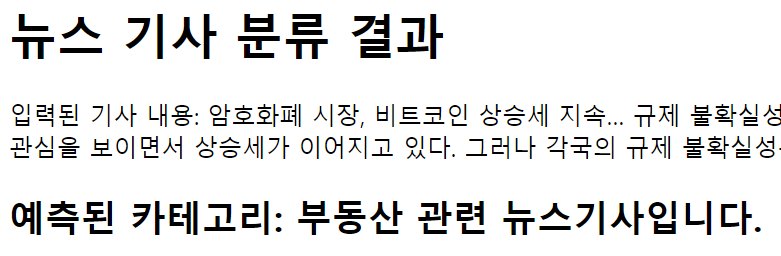 뉴스 기사 분류 결과
입력된 기사 내용: 암호화폐 시장, 비트코인 상승세 지속... 규제 불확실성
관심을 보이면서 상승세가 이어지고 있다. 그러나 각국의 규제 불확실성
예측된 카테고리: 부동산 관련 뉴스기사입니다.